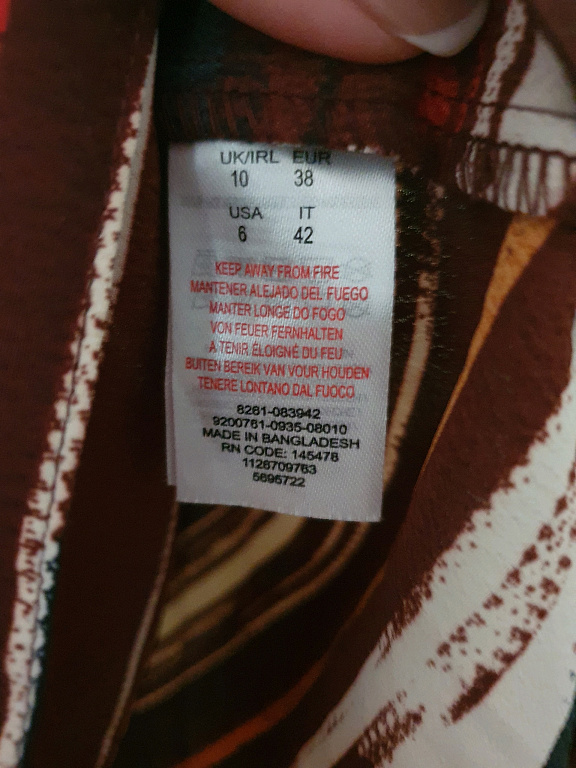 UK/IRL EUR
10 38
USA IT
6 42
KEEP AWAY FROM FIRE
MANTENER ALEJADO DEL FUEGO
MANTER LONGE DO FOGO
VON FEUER FERNHALTEN
A TENIR ÉLOIGNÉ DU FEU
BUITEN BEREIK VAN VOUR HOUDEN
TENERE LONTANO DAL FUOCO
8281-083942
9200761-0935-08010
MADE IN BANGLADESH
RN CODE: 145478
1128709763
5695722